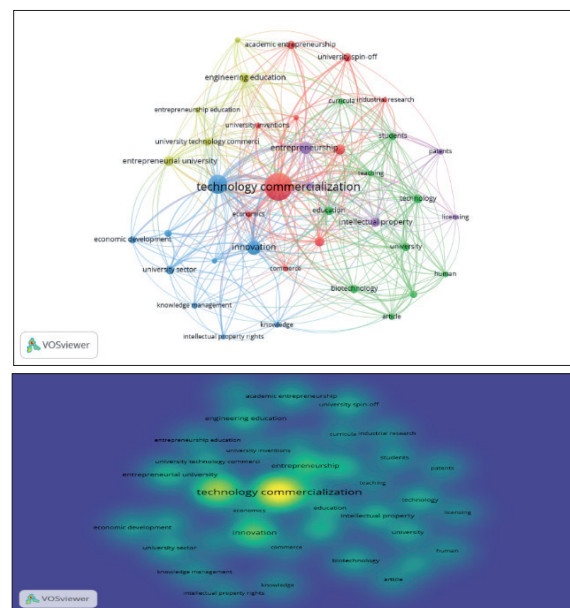 academic entrepreneurship
university spin-off
engineering education
curricula industrial research
entrepreneurship education
university inventions
students
university technology commerci
entrepreneurship
patents
entrepreneurial university
teaching
technology commercialization
technology
economics
education
intellectual property
licensing
economic development
innovation
university
university sector
commerce
human
biotechnology
knowledge management
article
knowledge
intellectual property rights
VOSviewer
academic entrepreneurship
university spin-off
engineering education
curricula industrial research
entrepreneurship education
university inventions
students
university technology commerci
entrepreneurship
patents
entrepreneurial university
teaching
technology commercialization
technology
economics
education
intellectual property
licensing
economic development
innovation
university
university sector
commerce
human
biotechnology
knowledge management
article
knowledge
intellectual property rights
VOSviewer